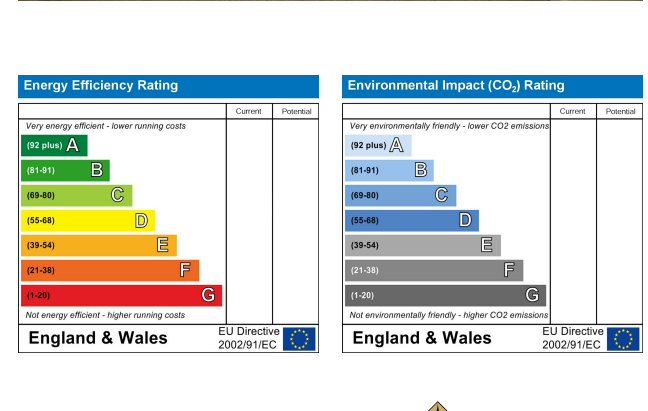 Energy Efficiency Rating
Current Potential
Very energy efficient - lower running costs
(92 plus) A
(81-91) B
(69-80) C
(55-68) D
(39-54) E
(21-38) F
(1-20) G
Not energy efficient - higher running costs
England & Wales
EU Directive
2002/91/EC
Environmental Impact (CO₂) Rating
Current Potential
Very environmentally friendly - lower CO2 emissions
(92 plus) A
(81-91) B
(69-80) C
(55-68) D
(39-54) E
(21-38) F
(1-20) G
Not environmentally friendly - higher CO2 emissions
England & Wales
EU Directive
2002/91/EC